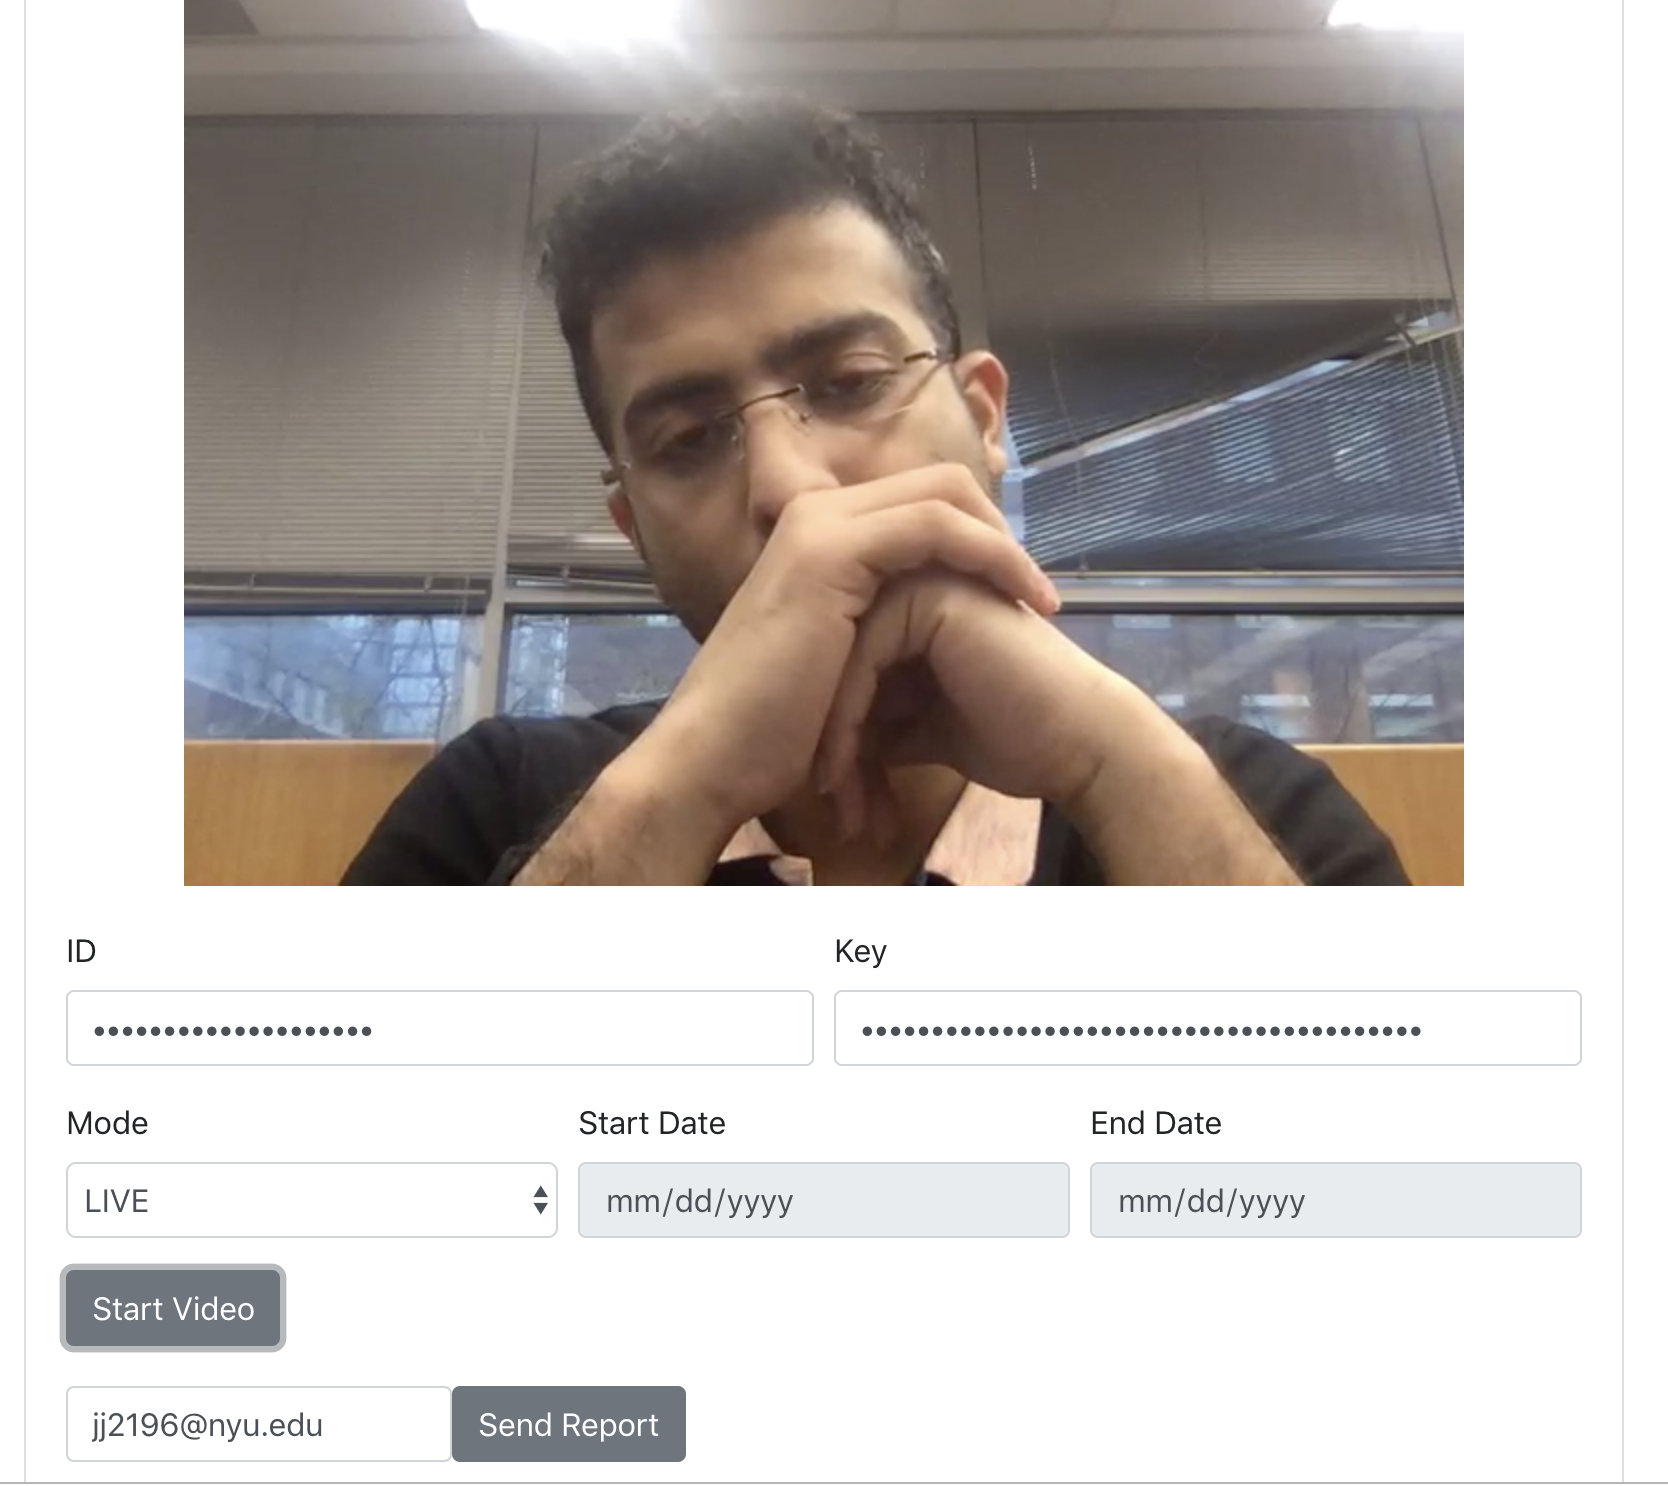 ID
Key
••••••••••••••••••••
••••••••••••••••••••••••••••••••••••••••
Mode
Start Date
End Date
LIVE
mm/dd/yyyy
mm/dd/yyyy
Start Video
jj2196@nyu.edu
Send Report